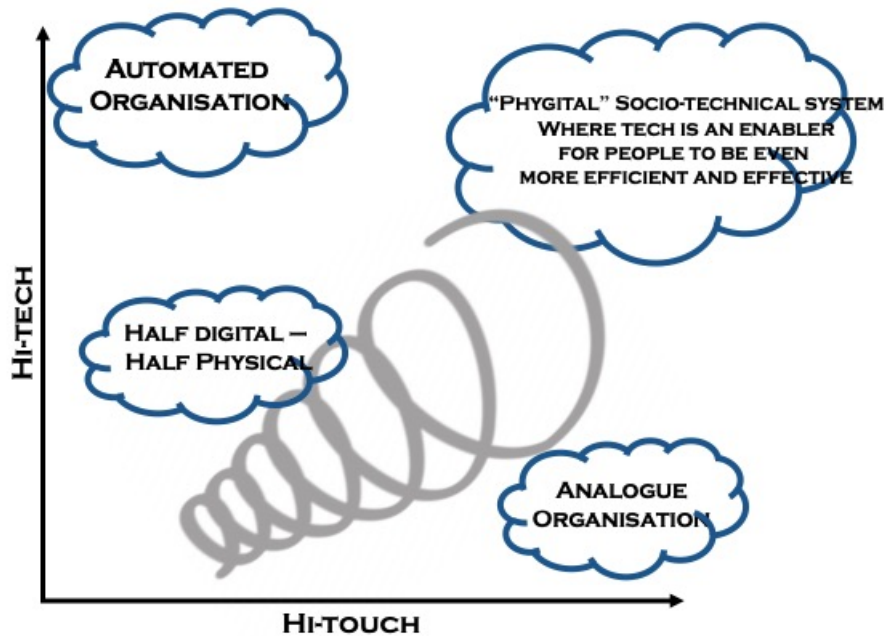 AUTOMATED
ORGANISATION
“PHYGITAL” SOCIO-TECHNICAL SYSTEM
WHERE TECH IS AN ENABLER
FOR PEOPLE TO BE EVEN
MORE EFFICIENT AND EFFECTIVE
HI-TECH
HALF DIGITAL –
HALF PHYSICAL
ANALOGUE
ORGANISATION
HI-TOUCH